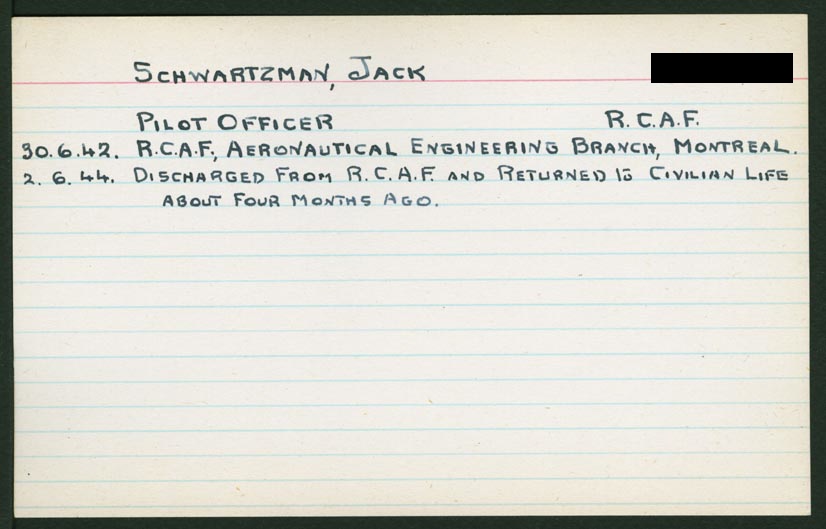 Schwartzman, Jack
Pilot Officer R.C.A.F.
30.6.42. R.C.A.F., Aeronautical Engineering Branch, Montreal.
2. 6. 44. Discharged From R.C.A.F. and Returned to Civilian Life
about Four Months Ago.